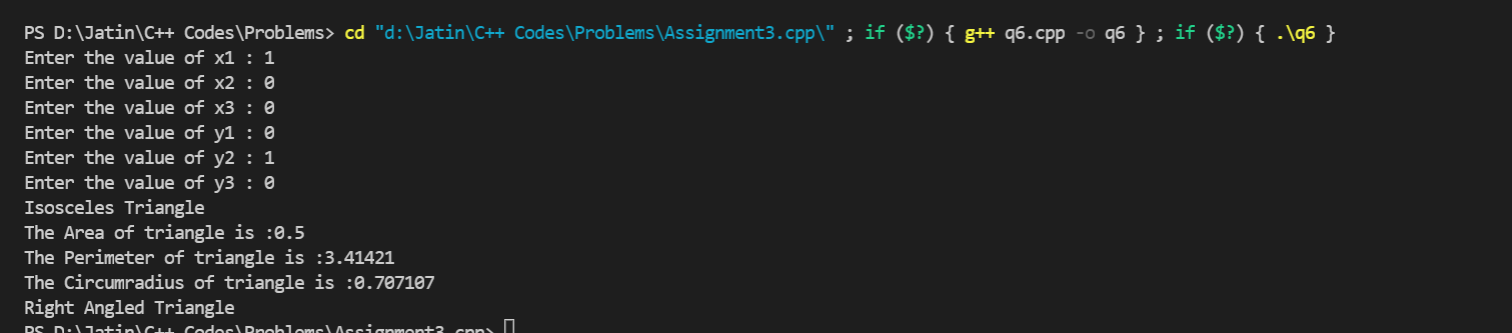 PS D:\Jatin\C++ Codes\Problems> cd "d:\Jatin\C++ Codes\Problems\Assignment3.cpp\" ; if ($?) { g++ q6.cpp -o q6 } ; if ($?) { .\q6 }
Enter the value of x1 : 1
Enter the value of x2 : 0
Enter the value of x3 : 0
Enter the value of y1 : 0
Enter the value of y2 : 1
Enter the value of y3 : 0
Isosceles Triangle
The Area of triangle is :0.5
The Perimeter of triangle is :3.41421
The Circumradius of triangle is :0.707107
Right Angled Triangle
PS D:\Jatin\C++ Codes\Problems\Assignment3.cpp>